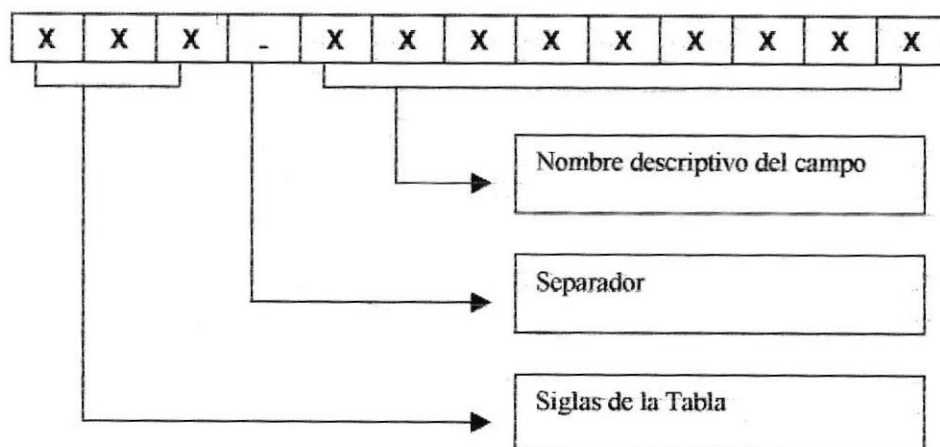 X X X - X X X X X X X X X
Nombre descriptivo del campo
Separador
Siglas de la Tabla